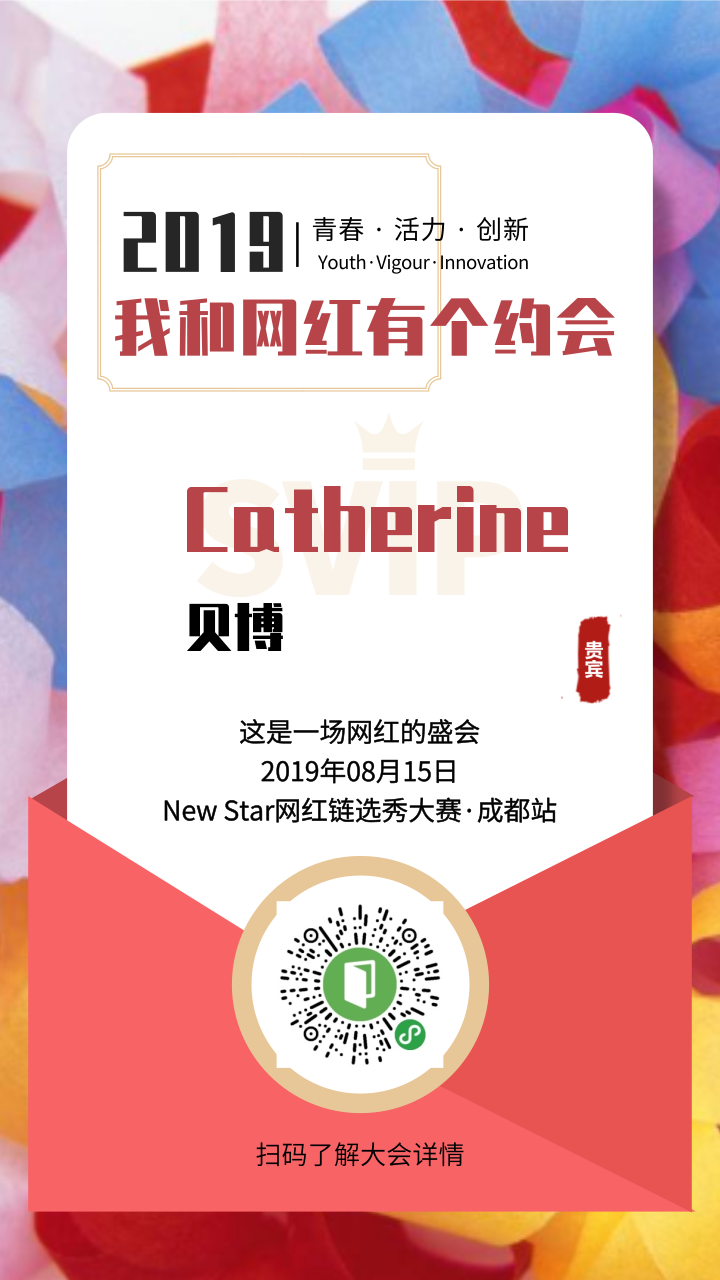 2019
青春 · 活力 · 创新
Youth·Vigour·Innovation
我和网红有个约会
SVIP
Catherine
贝博
贵宾
这是一场网红的盛会
2019年08月15日
New Star网红链选秀大赛·成都站
扫码了解大会详情